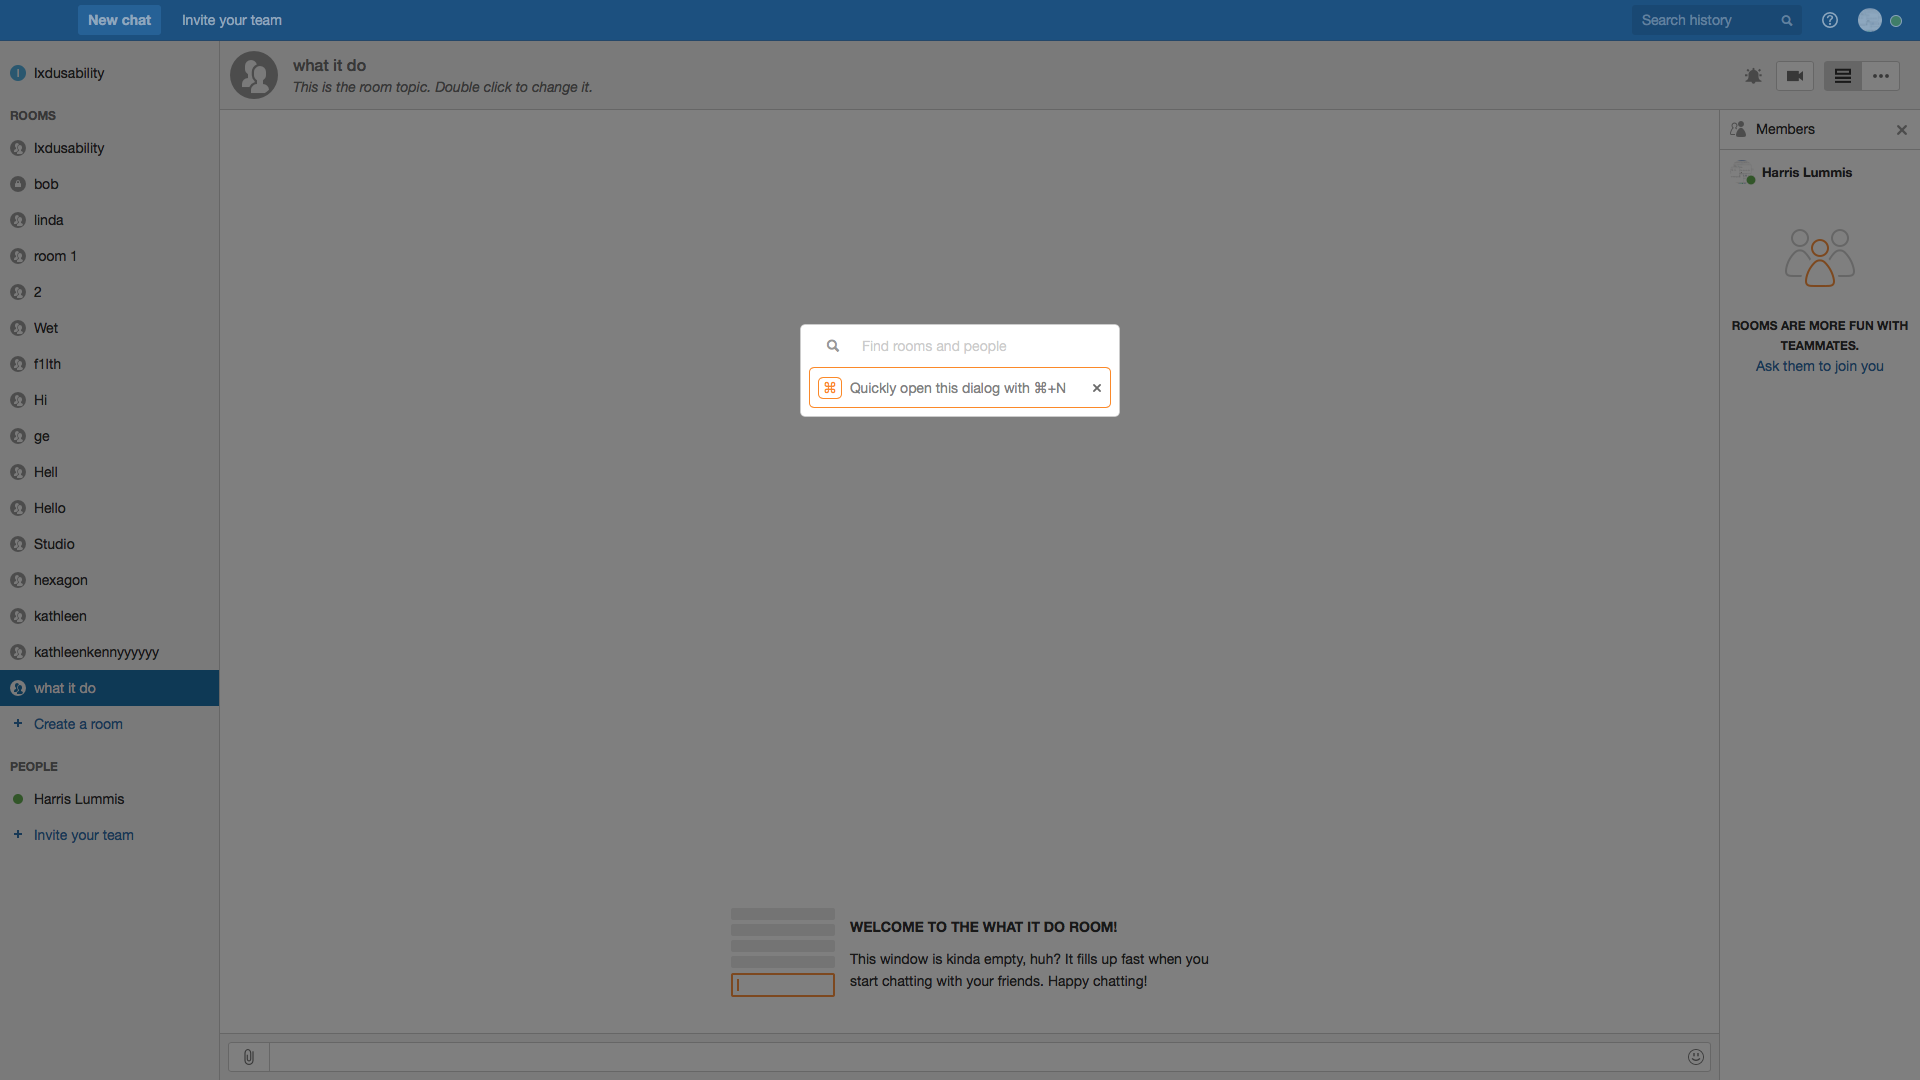 New chat
Invite your team
Search history
Ixdusability
ROOMS
Ixdusability
bob
linda
room 1
2
Wet
f1lth
Hi
ge
Hell
Hello
Studio
hexagon
kathleen
kathleenkennyyyyyy
what it do
+ Create a room
PEOPLE
Harris Lummis
+ Invite your team
what it do
This is the room topic. Double click to change it.
Find rooms and people
⌘ Quickly open this dialog with ⌘+N
WELCOME TO THE WHAT IT DO ROOM!
This window is kinda empty, huh? It fills up fast when you
start chatting with your friends. Happy chatting!
Members
Harris Lummis
ROOMS ARE MORE FUN WITH
TEAMMATES.
Ask them to join you